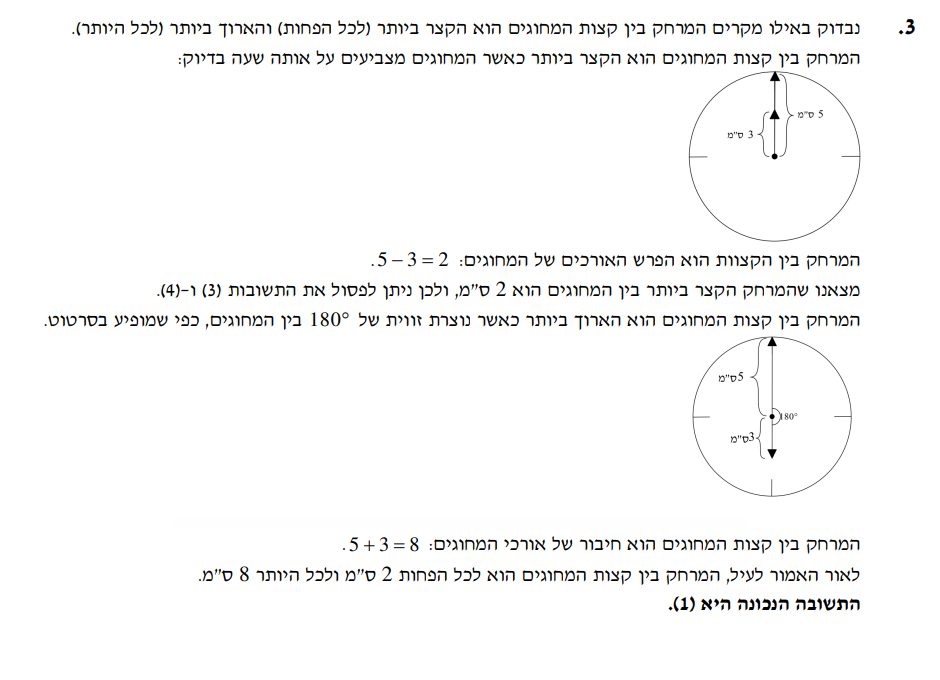 3. נבדוק באילו מקרים המרחק בין קצות המחוגים הוא הקצר ביותר (לכל הפחות) והארוך ביותר (לכל היותר).
המרחק בין קצות המחוגים הוא הקצר ביותר כאשר המחוגים מצביעים על אותה שעה בדיוק:
5 ס"מ
3 ס"מ
המרחק בין הקצוות הוא הפרש האורכים של המחוגים: 5 − 3 = 2.
מצאנו שהמרחק הקצר ביותר בין המחוגים הוא 2 ס"מ, ולכן ניתן לפסול את התשובות (3) ו-(4).
המרחק בין קצות המחוגים הוא הארוך ביותר כאשר נוצרת זווית של 180° בין המחוגים, כפי שמופיע בסרטוט.
5ס"מ
180°
3ס"מ
המרחק בין קצות המחוגים הוא חיבור של אורכי המחוגים: 5 + 3 = 8.
לאור האמור לעיל, המרחק בין קצות המחוגים הוא לכל הפחות 2 ס"מ ולכל היותר 8 ס"מ.
התשובה הנכונה היא (1).